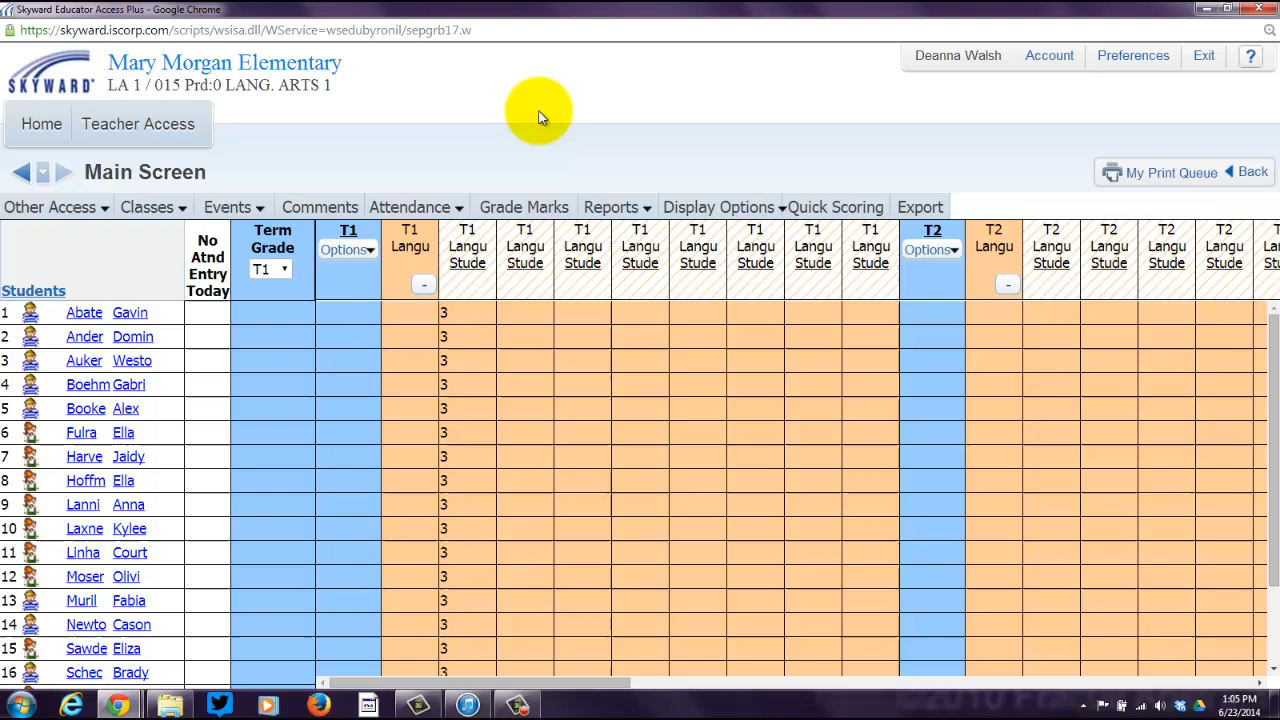 Skyward Educator Access Plus - Google Chrome
https://skyward.iscorp.com/scripts/wsisa.dll/WService=wsedubyronil/sepgrb17.w
SKYWARD
Mary Morgan Elementary
LA 1 / 015 Prd:0 LANG. ARTS 1
Deanna Walsh Account Preferences Exit ?
Home Teacher Access
Main Screen
My Print Queue Back
Other Access Classes Events Comments Attendance Grade Marks Reports Display Options Quick Scoring Export
Students
No Atnd Entry Today
Term Grade
T1
T1
Options
T1 Langu
-
T1 Langu Stude
T1 Langu Stude
T1 Langu Stude
T1 Langu Stude
T1 Langu Stude
T1 Langu Stude
T1 Langu Stude
T1 Langu Stude
T2
Options
T2 Langu
-
T2 Langu Stude
T2 Langu Stude
T2 Langu Stude
T2 Langu Stude
1 Abate Gavin 3
2 Ander Domin 3
3 Auker Westo 3
4 Boehm Gabri 3
5 Booke Alex 3
6 Fulra Ella 3
7 Harve Jaidy 3
8 Hoffm Ella 3
9 Lanni Anna 3
10 Laxne Kylee 3
11 Linha Court 3
12 Moser Olivi 3
13 Muril Fabia 3
14 Newto Cason 3
15 Sawde Eliza 3
16 Schec Brady 3
1:05 PM
6/23/2014